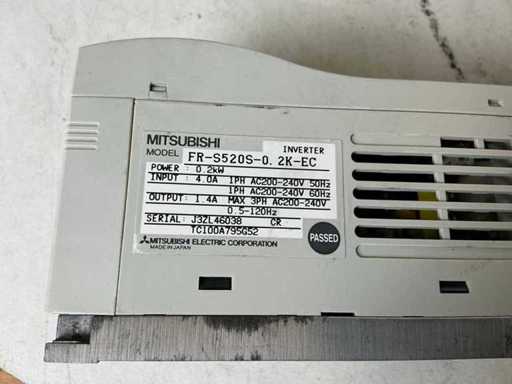 MITSUBISHI INVERTER
MODEL FR-S520S-0.2K-EC
POWER: 0.2kW
INPUT: 4.0A 1PH AC200-240V 50Hz
1PH AC200-240V 60Hz
OUTPUT: 1.4A MAX 3PH AC200-240V
0.5-120Hz
SERIAL: J3ZL46038 CR
TC100A795G52
MITSUBISHI ELECTRIC CORPORATION
MADE IN JAPAN
PASSED